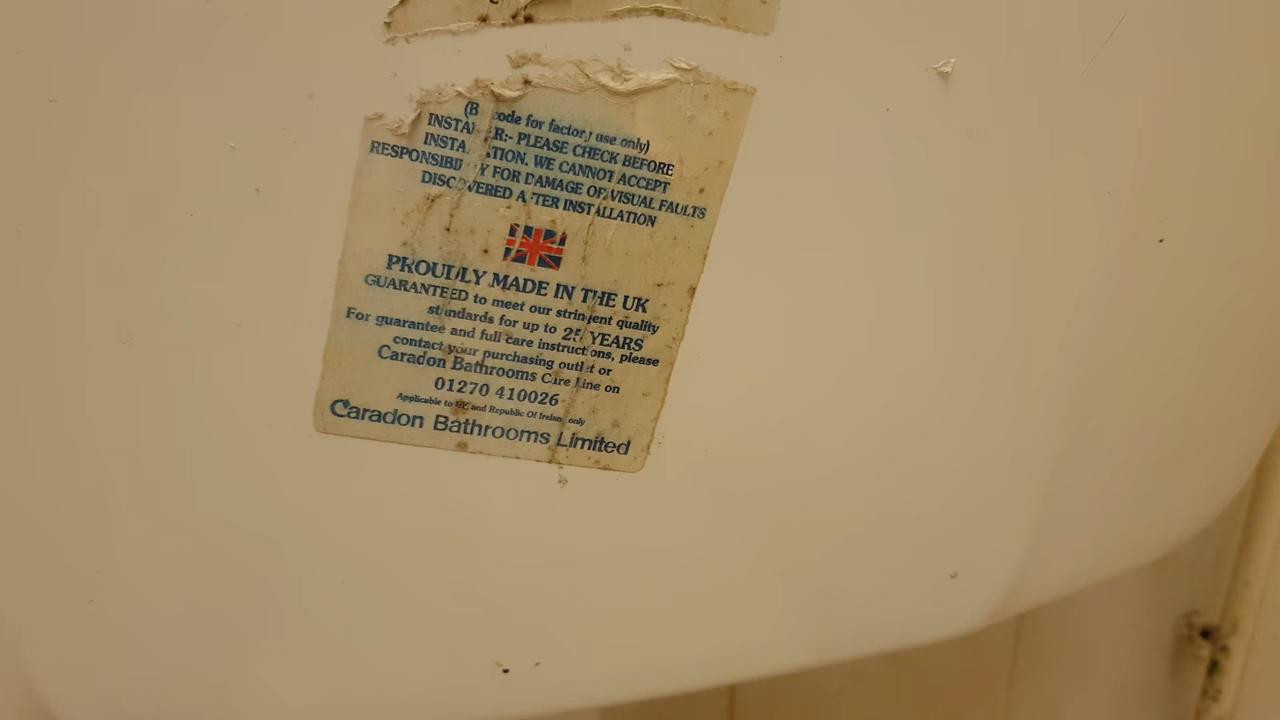 (B code for factory use only)
INSTALLER:- PLEASE CHECK BEFORE
INSTALLATION. WE CANNOT ACCEPT
RESPONSIBILITY FOR DAMAGE OR VISUAL FAULTS
DISCOVERED AFTER INSTALLATION
PROUDLY MADE IN THE UK
GUARANTEED to meet our stringent quality
standards for up to 25 YEARS
For guarantee and full care instructions, please
contact your purchasing outlet or
Caradon Bathrooms Care Line on
01270 410026
Applicable to UK and Republic Of Ireland only
Caradon Bathrooms Limited